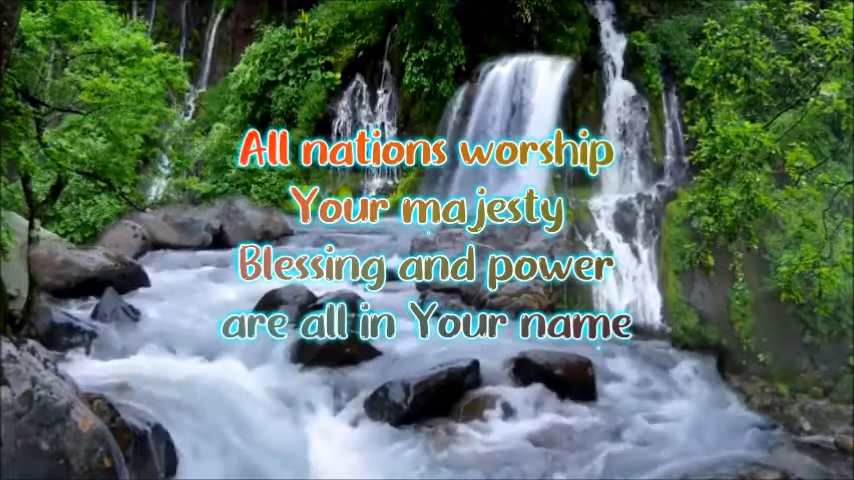 All nations worship
Your majesty
Blessing and power
are all in Your name